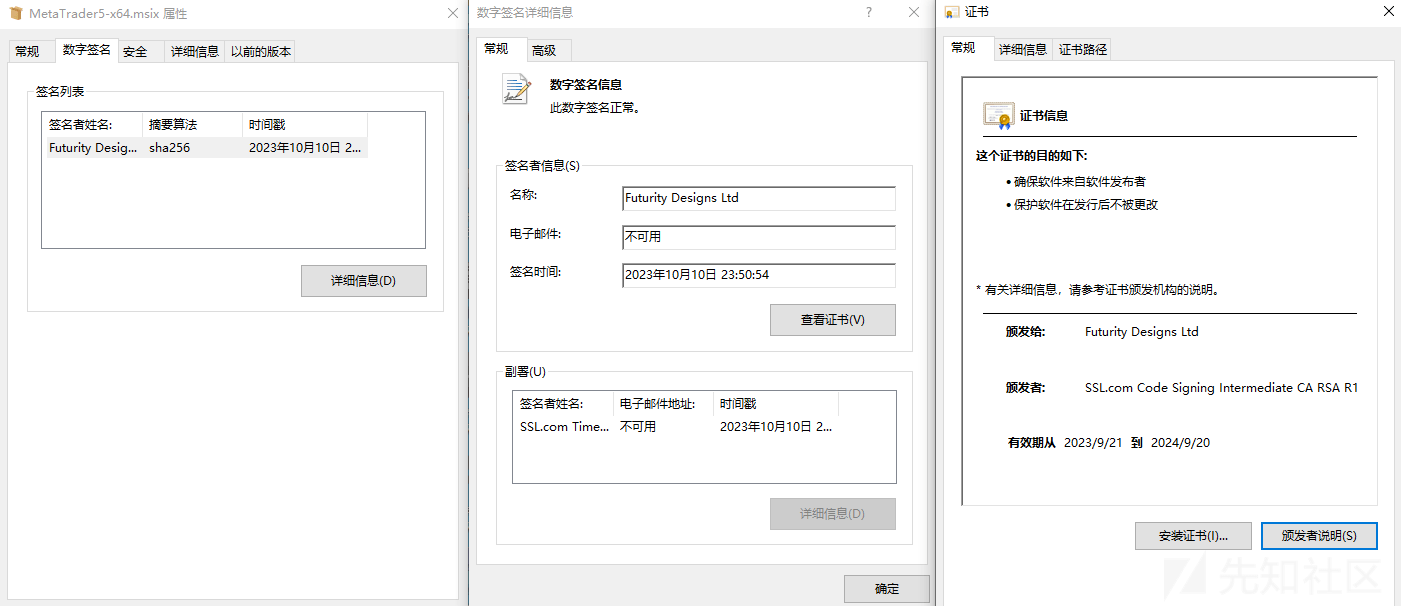 MetaTrader5-x64.msix 属性
常规 数字签名 安全 详细信息 以前的版本
签名列表
签名者姓名: 摘要算法 时间戳
Futurity Desig... sha256 2023年10月10日 2...
详细信息(D)
数字签名详细信息 ?
常规 高级
数字签名信息
此数字签名正常。
签名者信息(S)
名称: Futurity Designs Ltd
电子邮件: 不可用
签名时间: 2023年10月10日 23:50:54
查看证书(V)
副署(U)
签名者姓名: 电子邮件地址: 时间戳
SSL.com Time... 不可用 2023年10月10日 2...
详细信息(D)
确定
证书
常规 详细信息 证书路径
证书信息
这个证书的目的如下:
• 确保软件来自软件发布者
• 保护软件在发行后不被更改
* 有关详细信息，请参考证书颁发机构的说明。
颁发给: Futurity Designs Ltd
颁发者: SSL.com Code Signing Intermediate CA RSA R1
有效期从 2023/9/21 到 2024/9/20
安装证书(I)... 颁发者说明(S)
先知社区